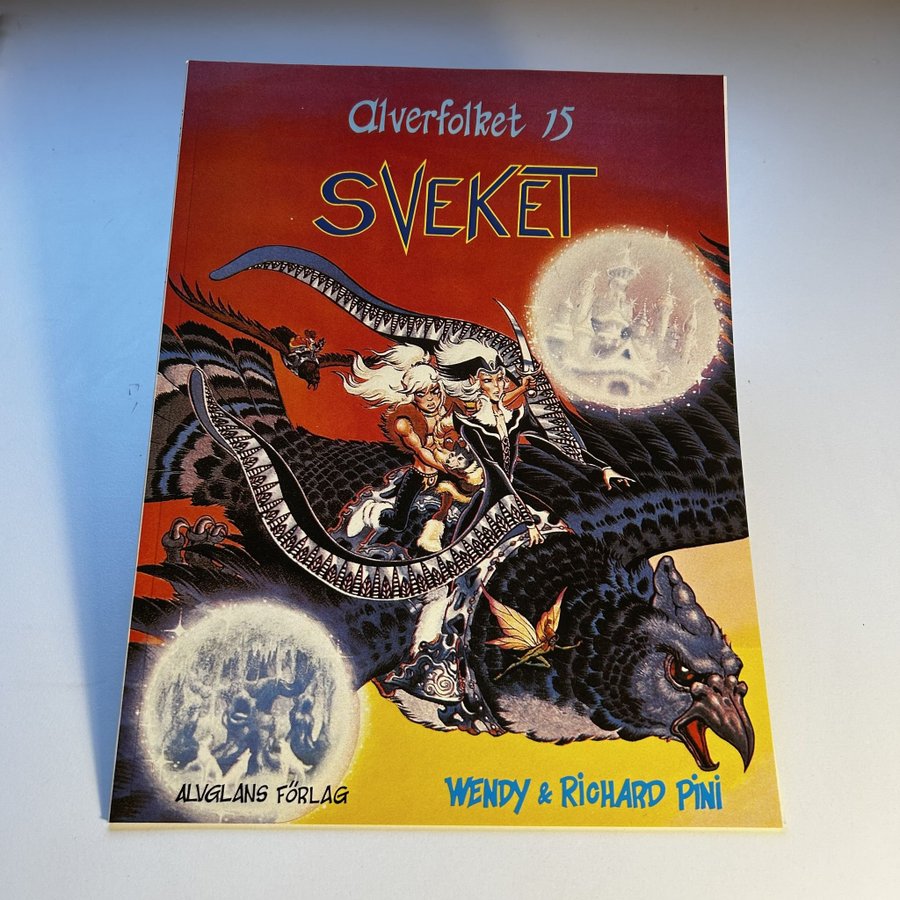 Alverfolket 15
SVEKET
ALVGLANS FÖRLAG
WENDY & RICHARD PINI